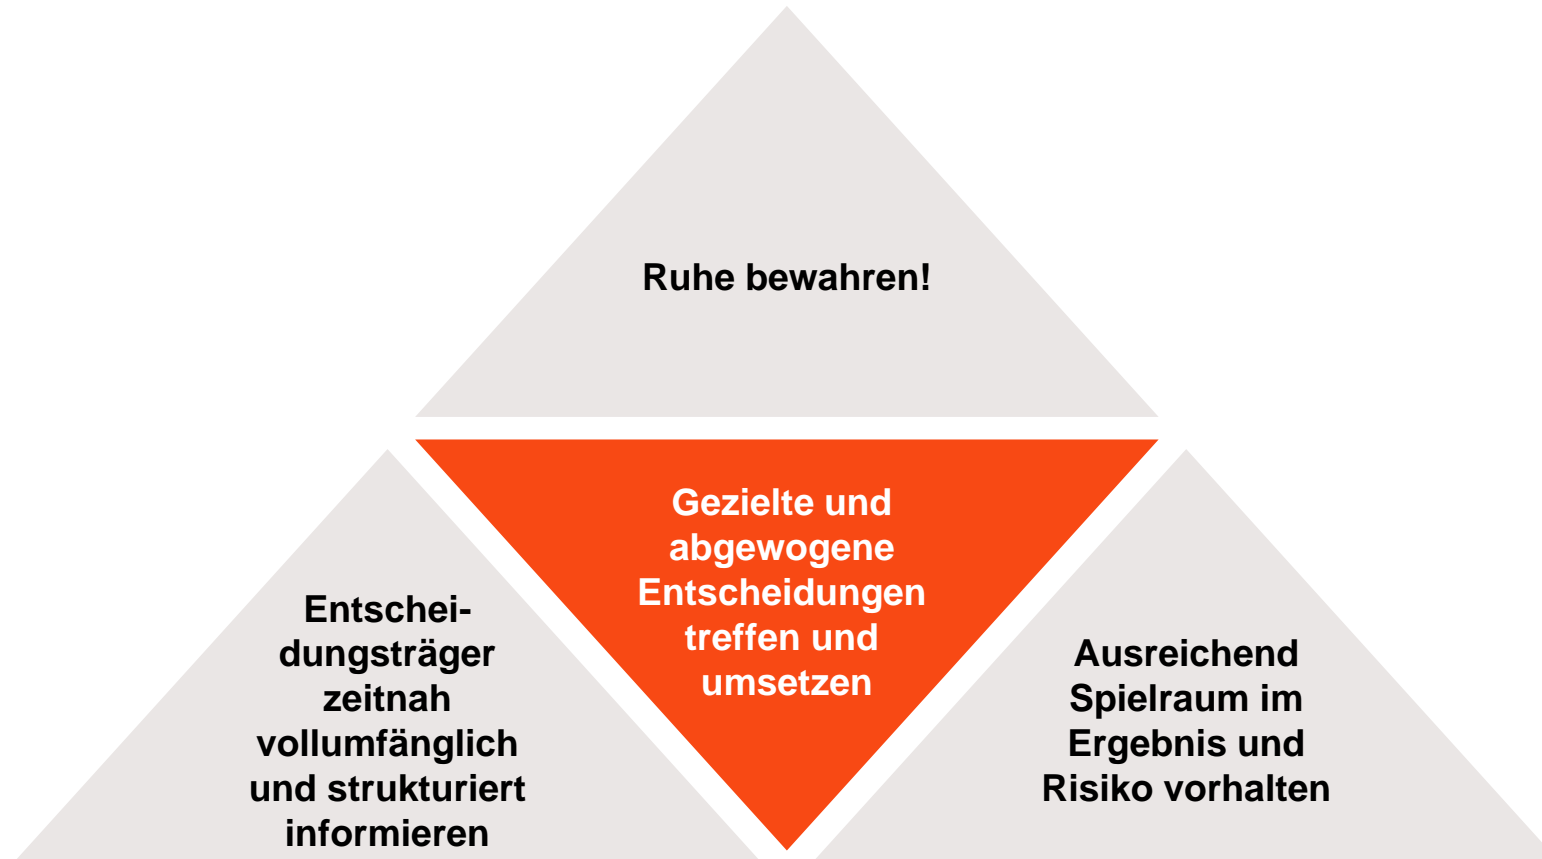 Ruhe bewahren!
Gezielte und
abgewogene
Entscheidungen
treffen und
umsetzen
Entschei-
dungsträger
zeitnah
vollumfänglich
und strukturiert
informieren
Ausreichend
Spielraum im
Ergebnis und
Risiko vorhalten